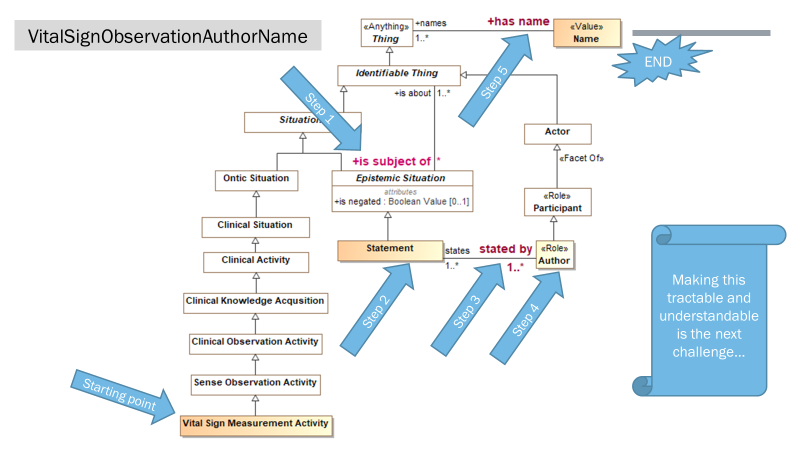 VitalSignObservationAuthorName
«Anything»
Thing
+names
1..*
+has name
«Value»
Name
END
Identifiable Thing
+is about
1..*
Step 5
Step 1
Situation
Actor
«Facet Of»
+is subject of *
Ontic Situation
Epistemic Situation
attributes
+is negated : Boolean Value [0..1]
«Role»
Participant
Clinical Situation
Statement
states
1..*
stated by
1..*
«Role»
Author
Clinical Activity
Step 2
Step 3
Step 4
Clinical Knowledge Acqusition
Clinical Observation Activity
Sense Observation Activity
Starting point
Vital Sign Measurement Activity
Making this
tractable and
understandable
is the next
challenge...